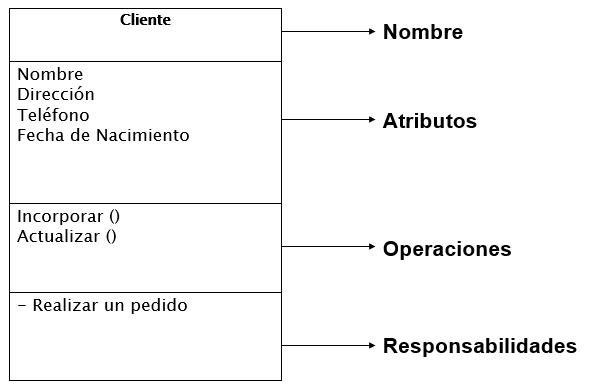 Cliente
Nombre
Nombre
Dirección
Teléfono
Fecha de Nacimiento
Atributos
Incorporar ()
Actualizar ()
Operaciones
- Realizar un pedido
Responsabilidades